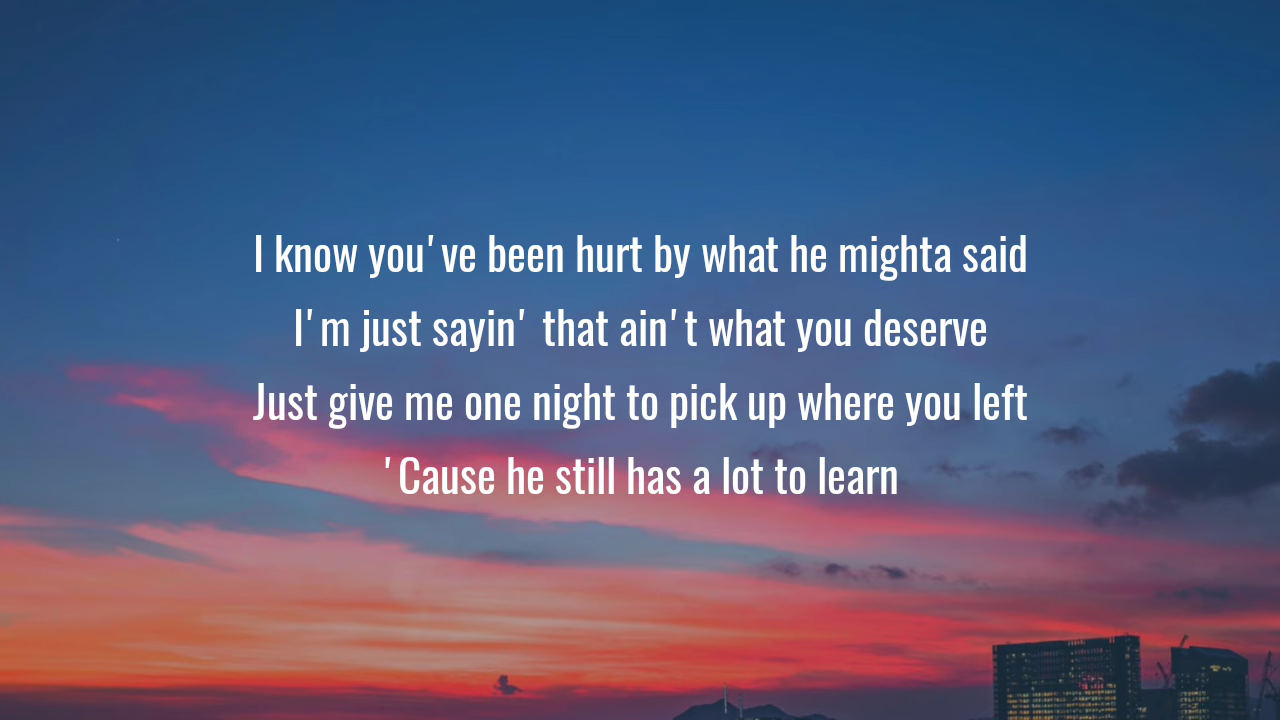 I know you've been hurt by what he mighta said
I'm just sayin' that ain't what you deserve
Just give me one night to pick up where you left
'Cause he still has a lot to learn